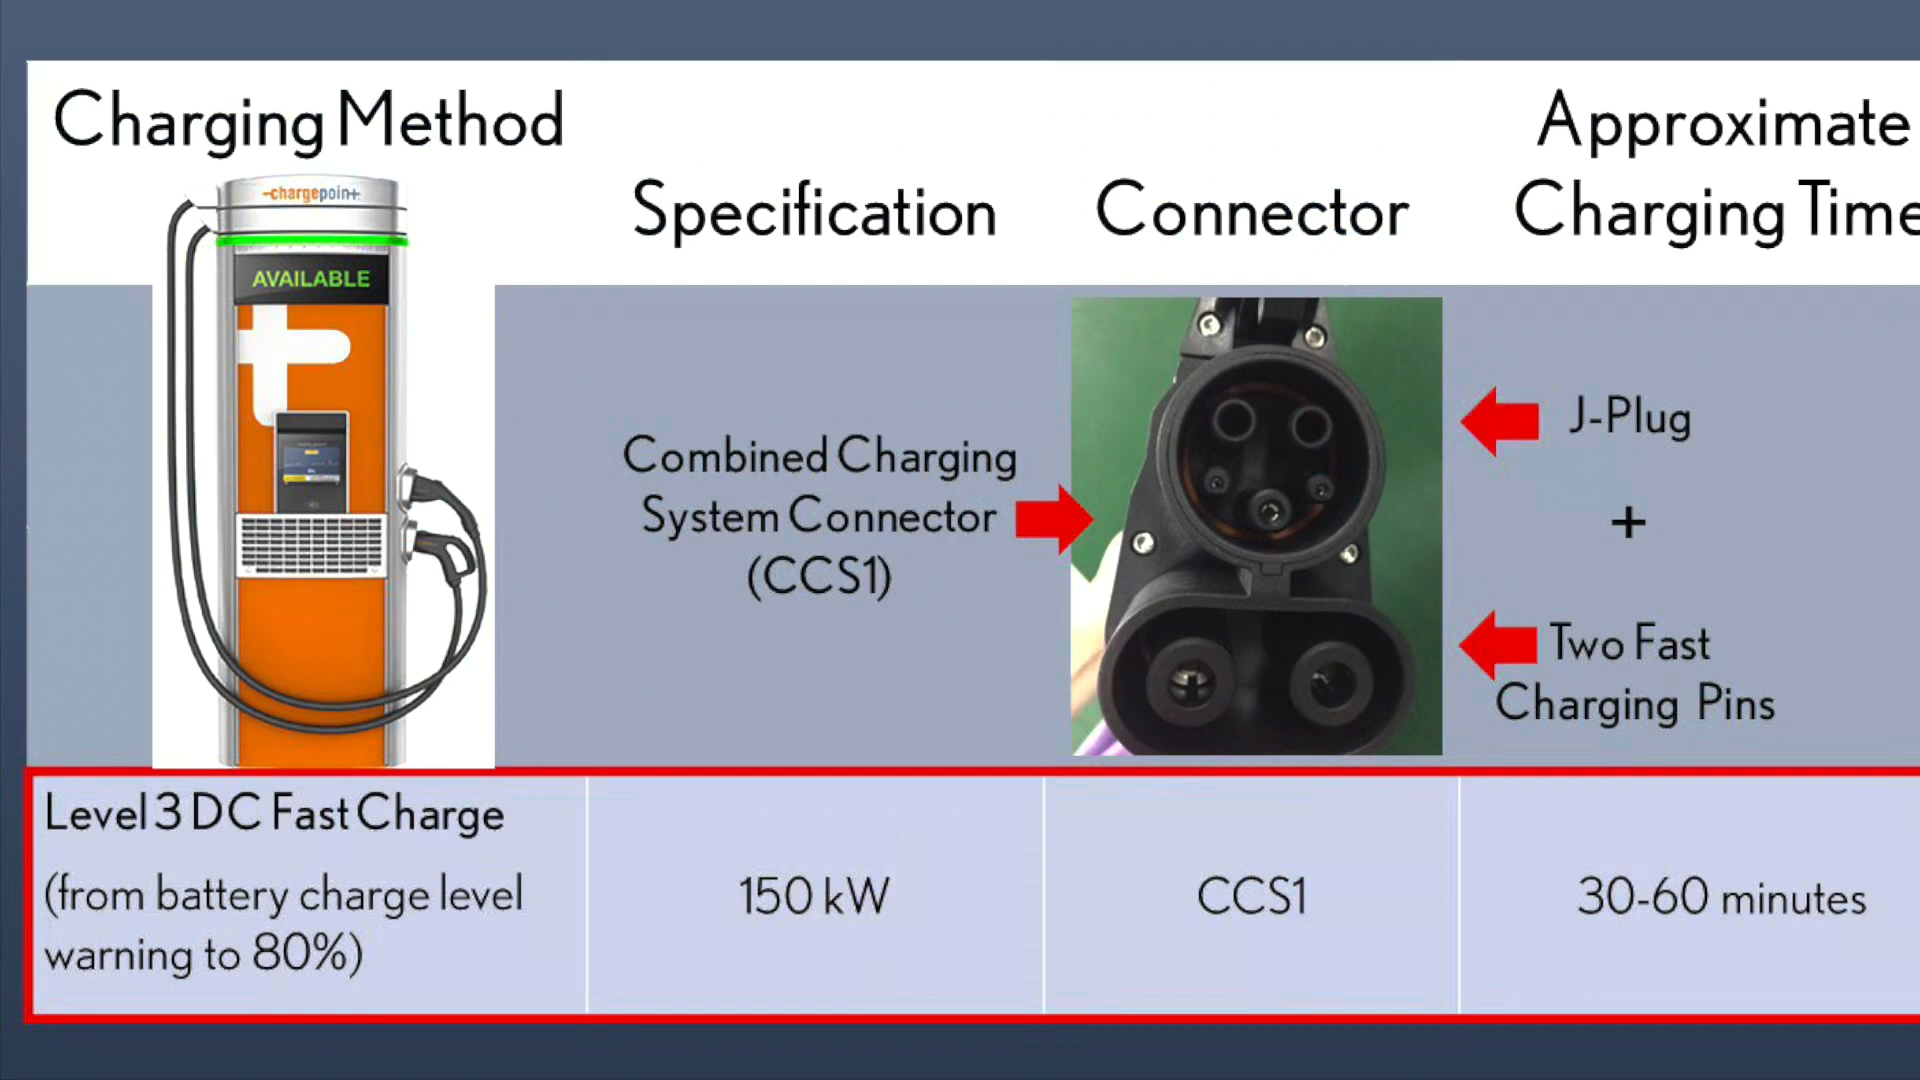 Charging Method
Specification
Connector
Approximate
Charging Time
-chargepoint
AVAILABLE
Combined Charging
System Connector
(CCS1)
J-Plug
+
Two Fast
Charging Pins
Level 3 DC Fast Charge
(from battery charge level
warning to 80%)
150 kW
CCS1
30-60 minutes